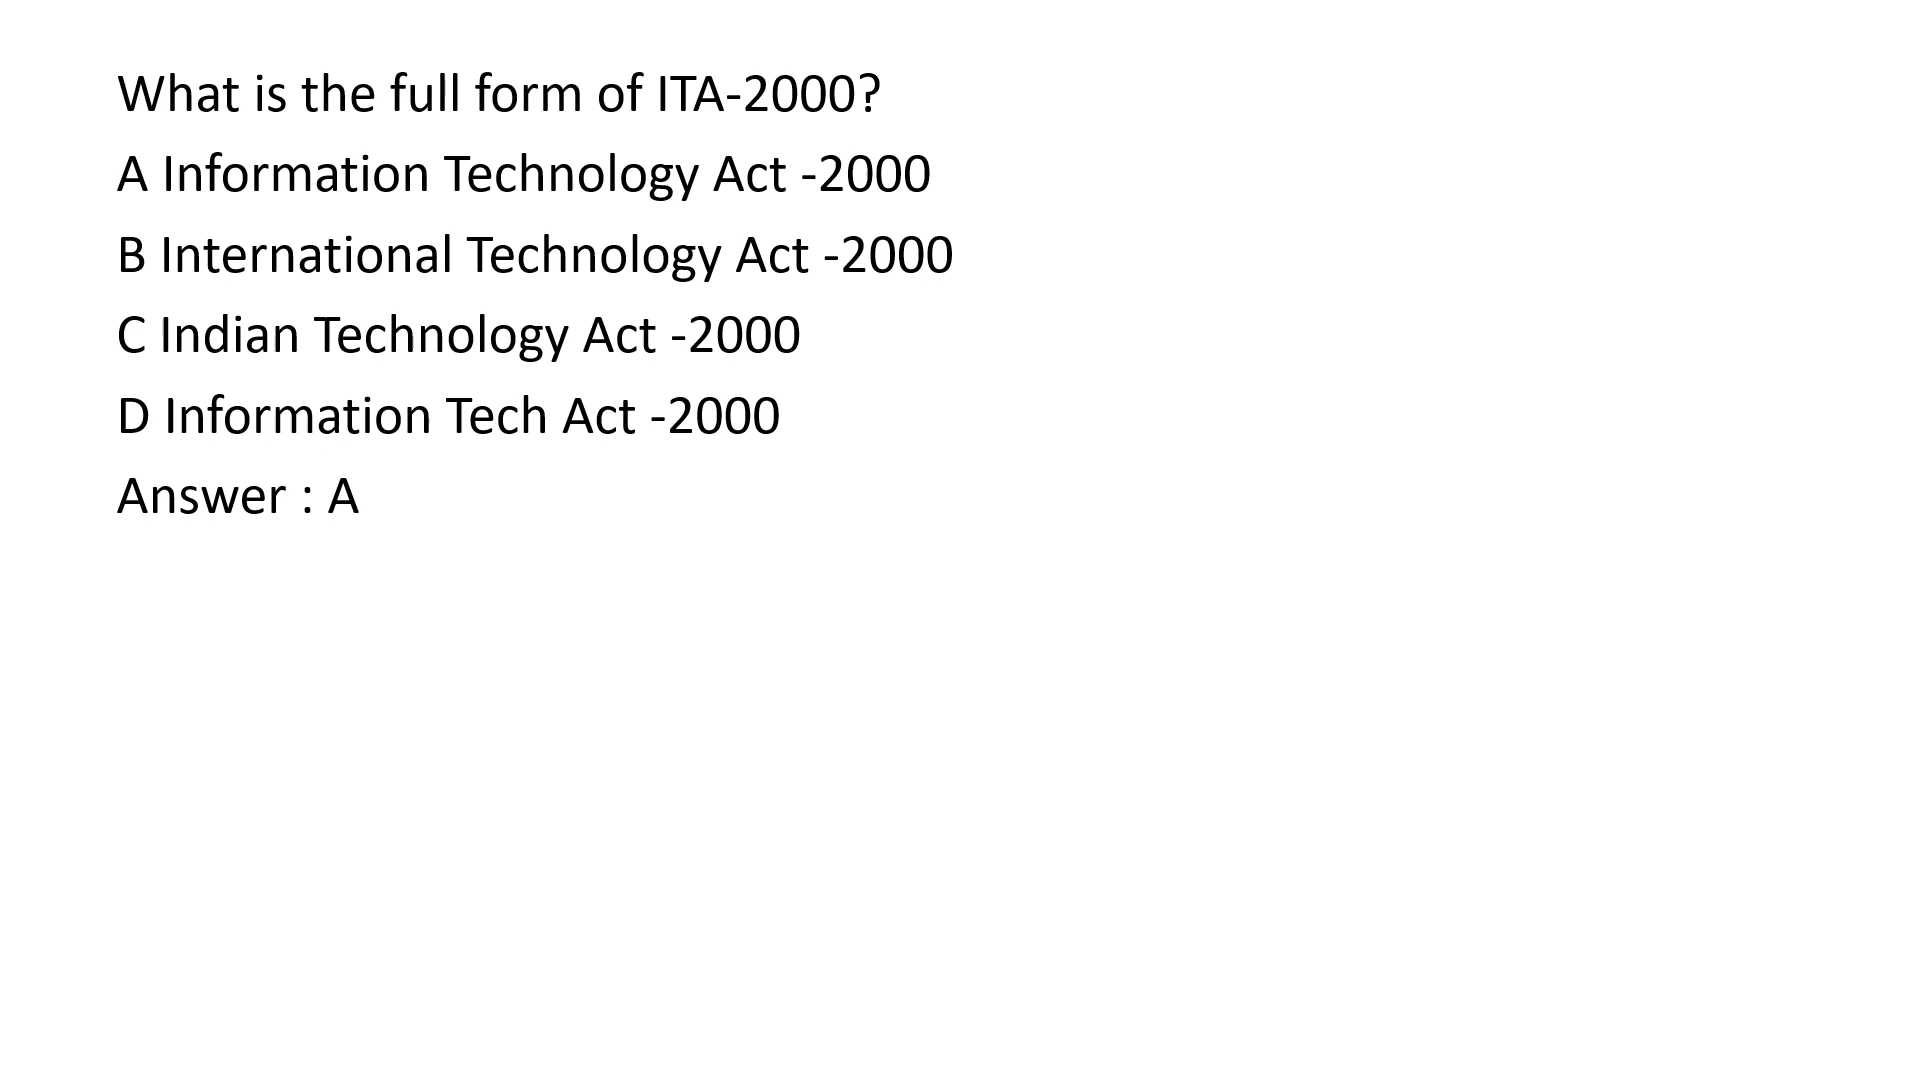 What is the full form of ITA-2000?
A Information Technology Act -2000
B International Technology Act -2000
C Indian Technology Act -2000
D Information Tech Act -2000
Answer : A